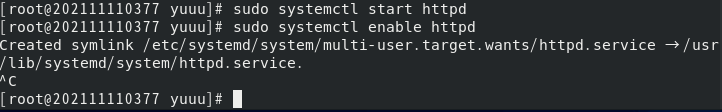 [root@202111110377 yuuu]# sudo systemctl start httpd
[root@202111110377 yuuu]# sudo systemctl enable httpd
Created symlink /etc/systemd/system/multi-user.target.wants/httpd.service → /usr
/lib/systemd/system/httpd.service.
^C
[root@202111110377 yuuu]#